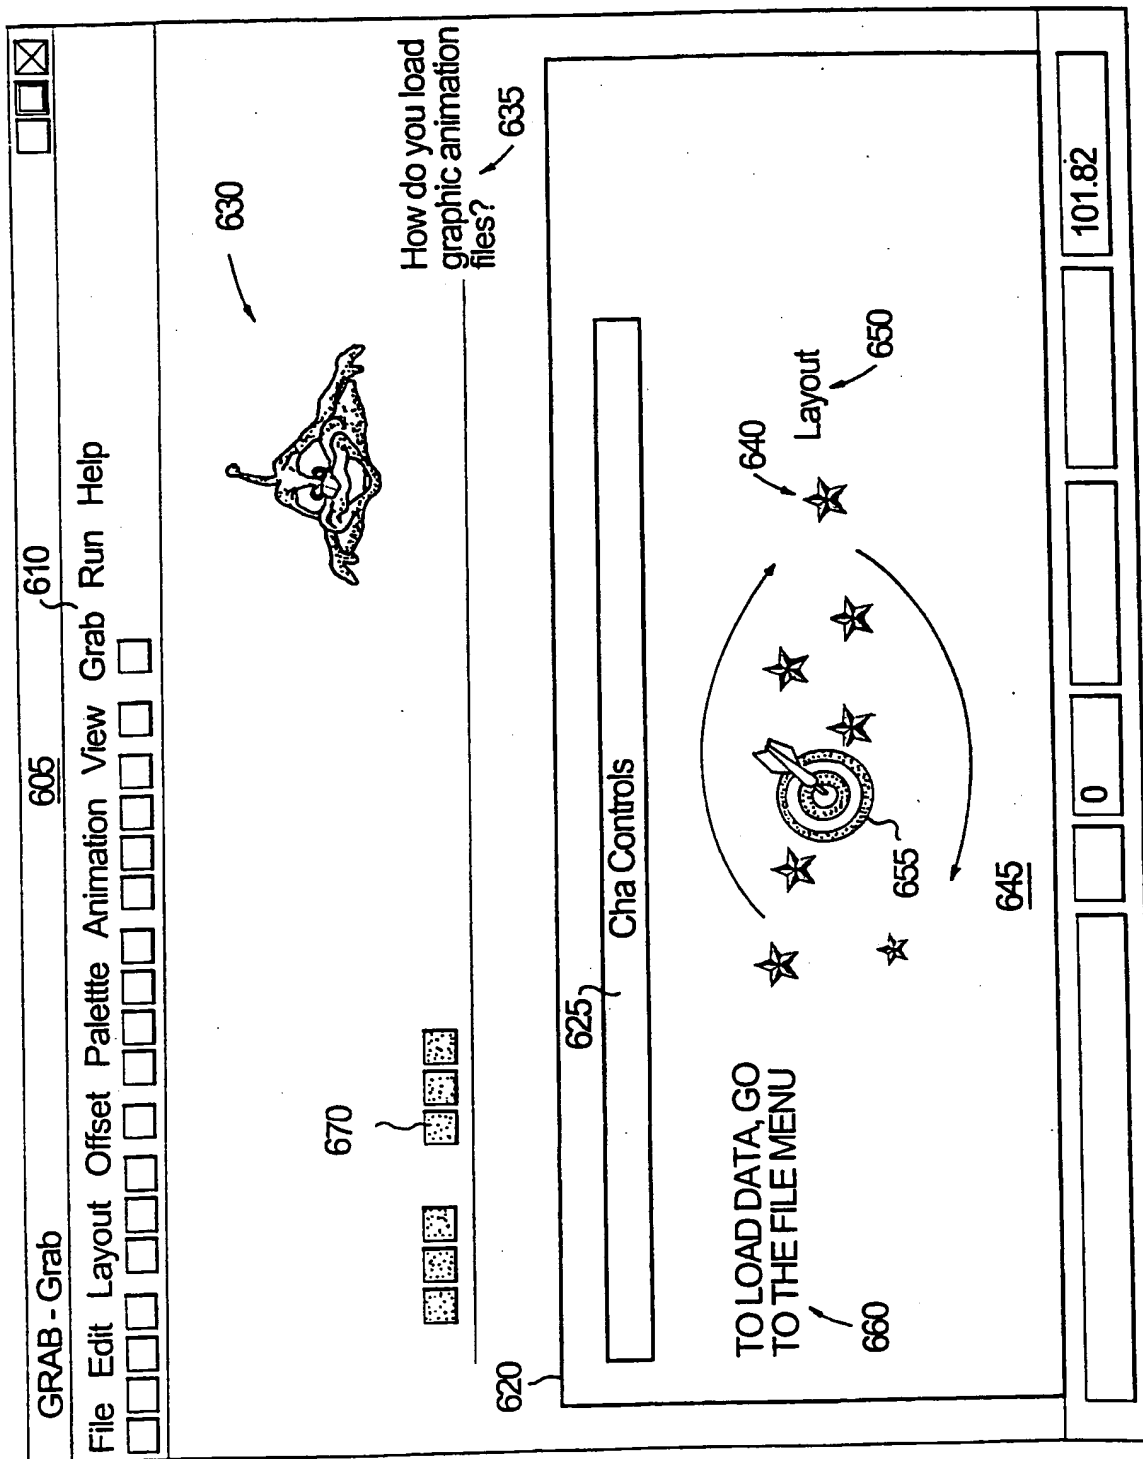 GRAB - Grab
605
610
File Edit Layout Offset Palettte Animation View Grab Run Help
630
670
How do you load
graphic animation
files?
635
620
625
Cha Controls
640
Layout
650
TO LOAD DATA, GO
TO THE FILE MENU
660
655
645
0
101.82